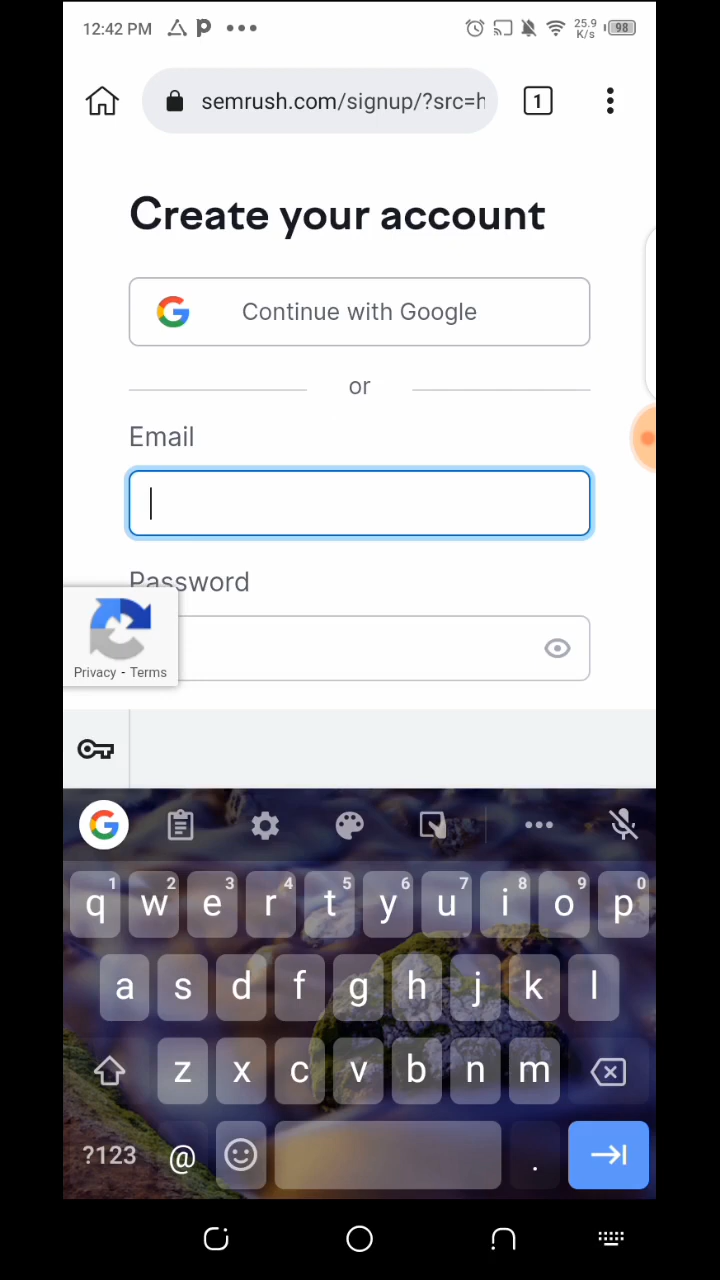 12:42 PM
25.9
K/s
98
semrush.com/signup/?src=h
1
Create your account
Continue with Google
or
Email
Password
Privacy - Terms
q1 w2 e3 r4 t5 y6 u7 i8 o9 p0
a s d f g h j k l
z x c v b n m
?123 @ .